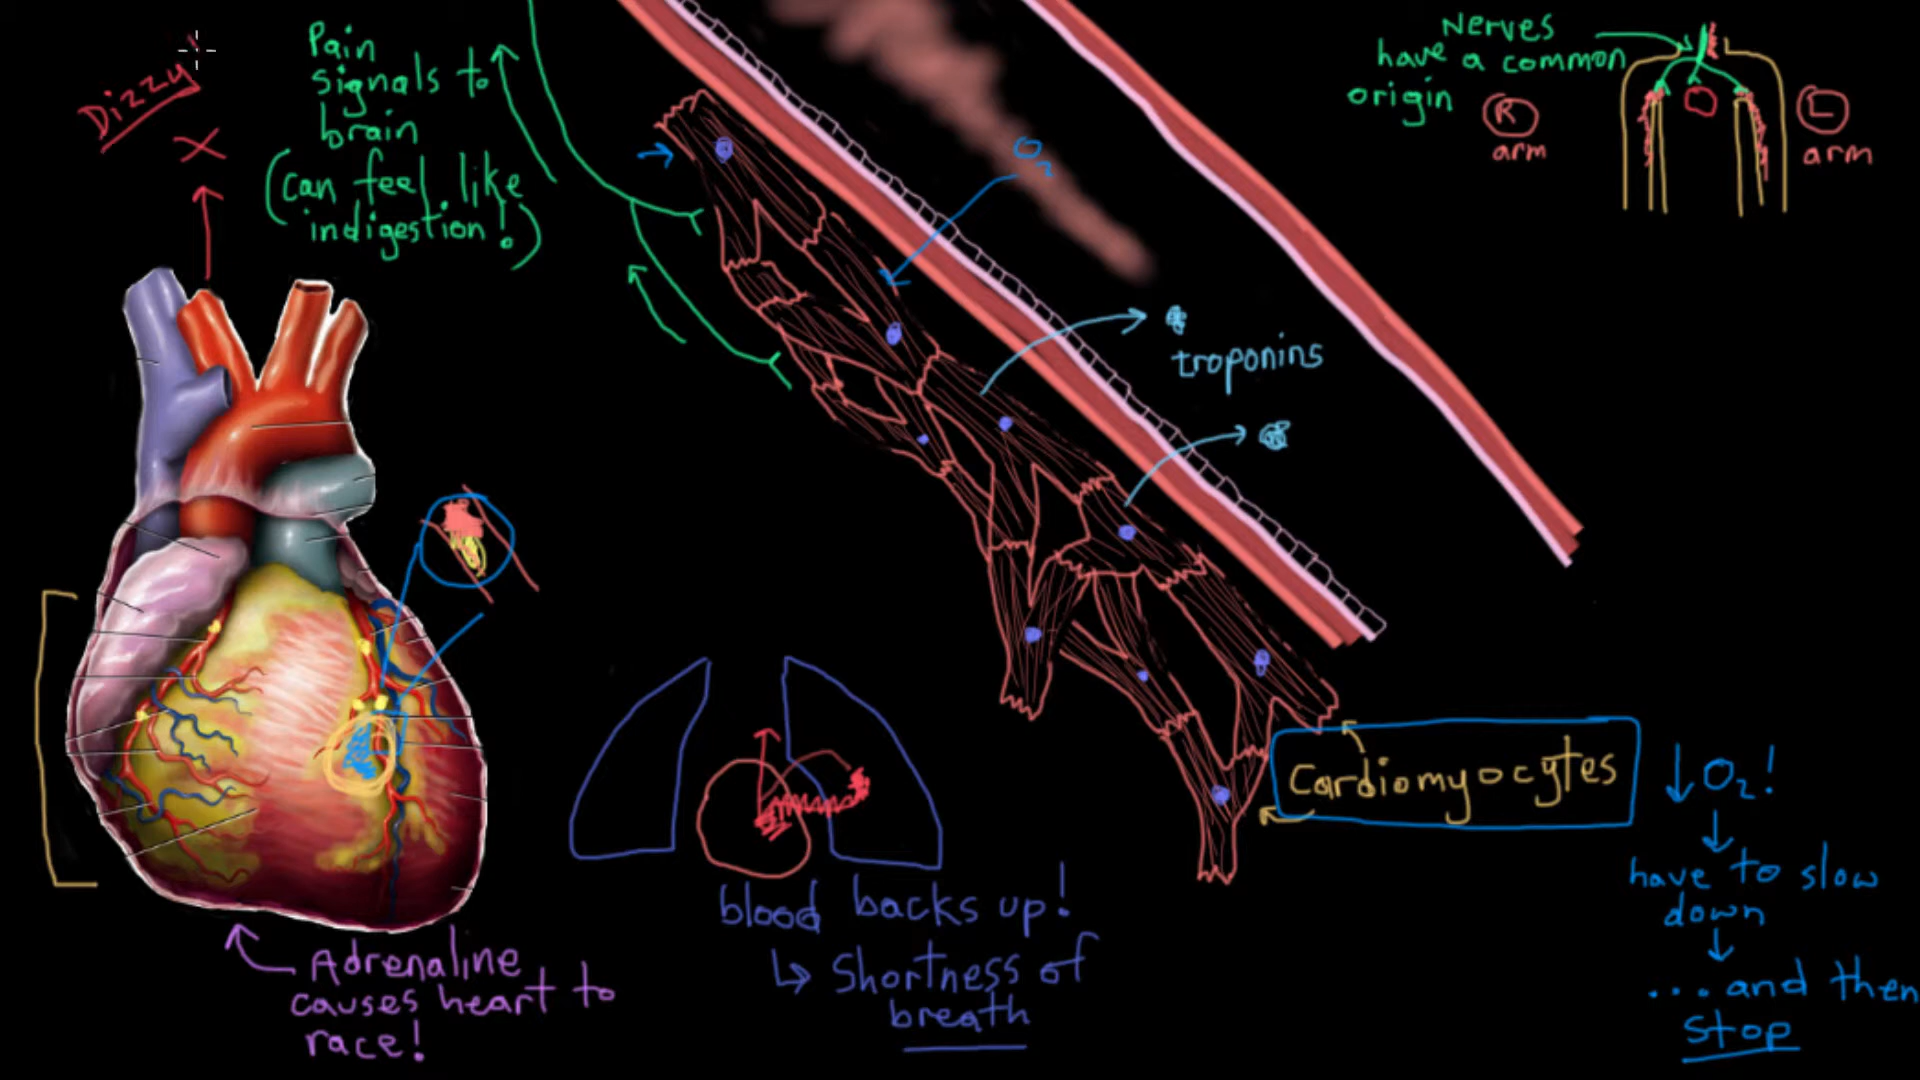 Dizzy
Pain
signals to
brain
(can feel like
indigestion!)
O₂
troponins
Nerves
have a common
origin
R
arm
L
arm
Cardiomyocytes
↓ O₂!
have to slow
down
....and then
stop
blood backs up!
↳ Shortness of
breath
Adrenaline
causes heart to
race!